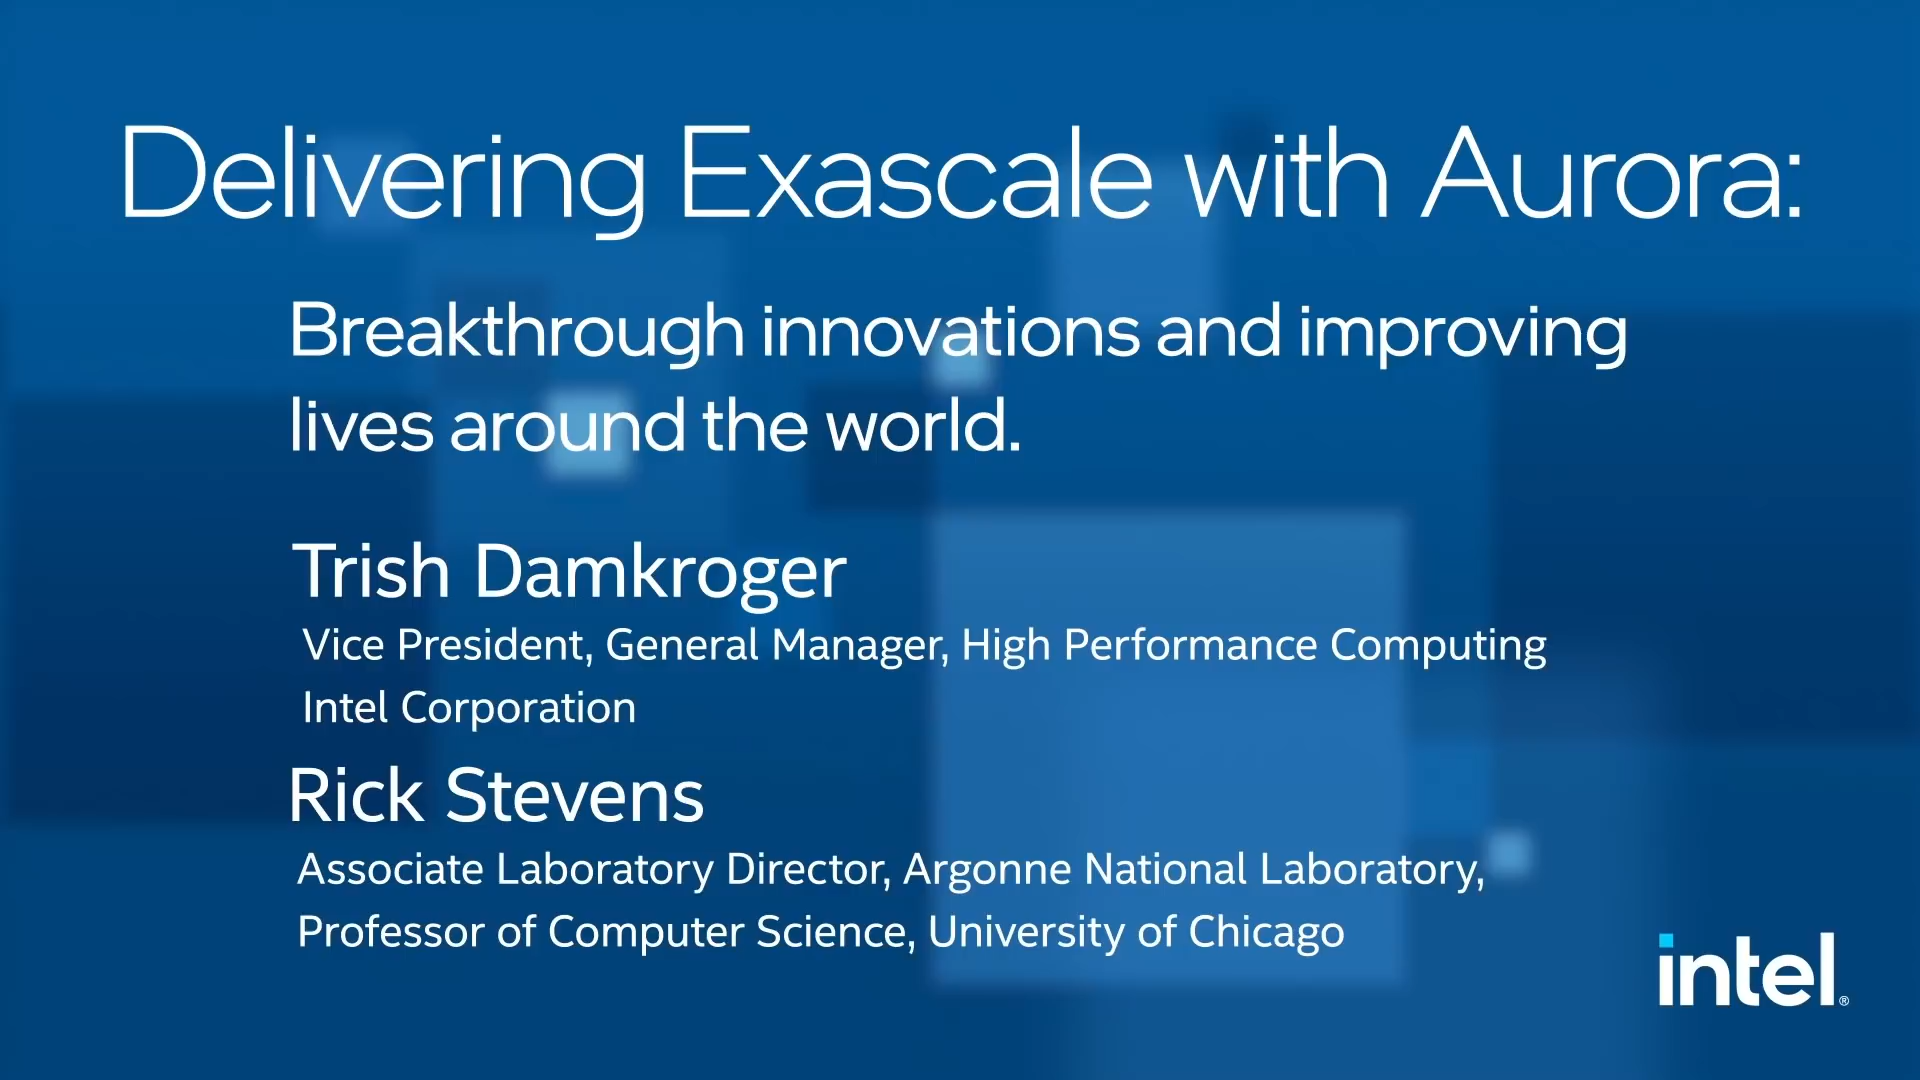 Delivering Exascale with Aurora:
Breakthrough innovations and improving
lives around the world.
Trish Damkroger
Vice President, General Manager, High Performance Computing
Intel Corporation
Rick Stevens
Associate Laboratory Director, Argonne National Laboratory,
Professor of Computer Science, University of Chicago
intel®